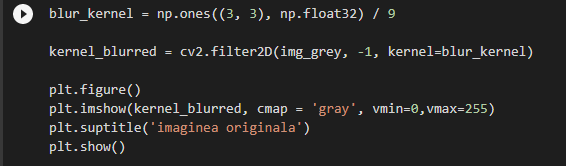 blur_kernel = np.ones((3, 3), np.float32) / 9
kernel_blurred = cv2.filter2D(img_grey, -1, kernel=blur_kernel)
plt.figure()
plt.imshow(kernel_blurred, cmap = 'gray', vmin=0,vmax=255)
plt.suptitle('imaginea originala')
plt.show()